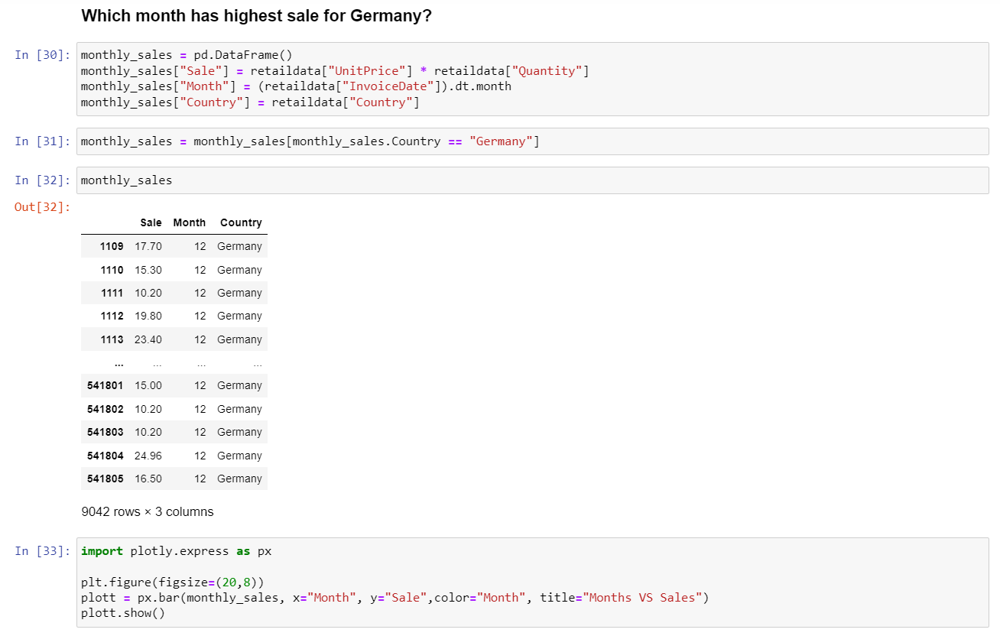 Which month has highest sale for Germany?
In [30]: monthly_sales = pd.DataFrame()
monthly_sales["Sale"] = retaildata["UnitPrice"] * retaildata["Quantity"]
monthly_sales["Month"] = (retaildata["InvoiceDate"]).dt.month
monthly_sales["Country"] = retaildata["Country"]
In [31]: monthly_sales = monthly_sales[monthly_sales.Country == "Germany"]
In [32]: monthly_sales
Out[32]:
Sale Month Country
1109 17.70 12 Germany
1110 15.30 12 Germany
1111 10.20 12 Germany
1112 19.80 12 Germany
1113 23.40 12 Germany
... ... ... ...
541801 15.00 12 Germany
541802 10.20 12 Germany
541803 10.20 12 Germany
541804 24.96 12 Germany
541805 16.50 12 Germany
9042 rows × 3 columns
In [33]: import plotly.express as px
plt.figure(figsize=(20,8))
plott = px.bar(monthly_sales, x="Month", y="Sale",color="Month", title="Months VS Sales")
plott.show()